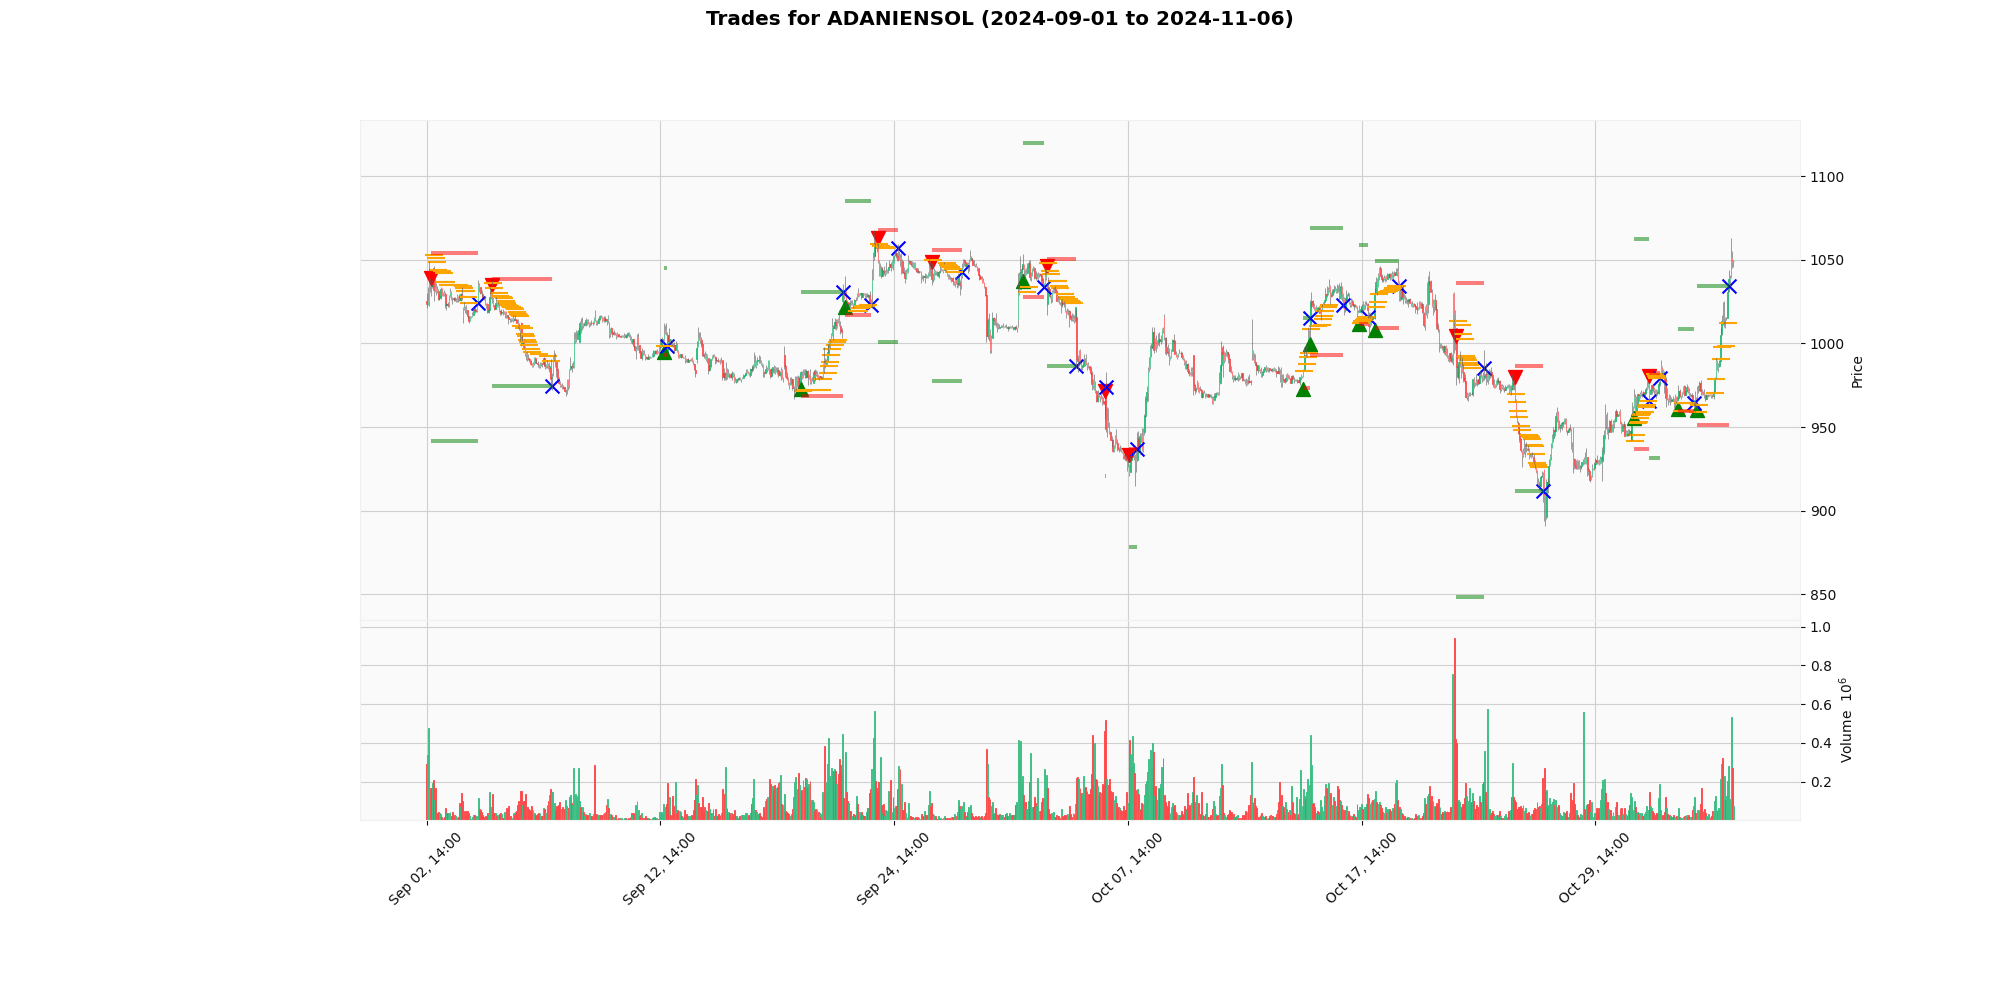 Trades for ADANIENSOL (2024-09-01 to 2024-11-06)
1100
1050
1000
950
900
850
Price
1.0
0.8
0.6
0.4
0.2
Volume 10^6
Sep 02, 14:00
Sep 12, 14:00
Sep 24, 14:00
Oct 07, 14:00
Oct 17, 14:00
Oct 29, 14:00